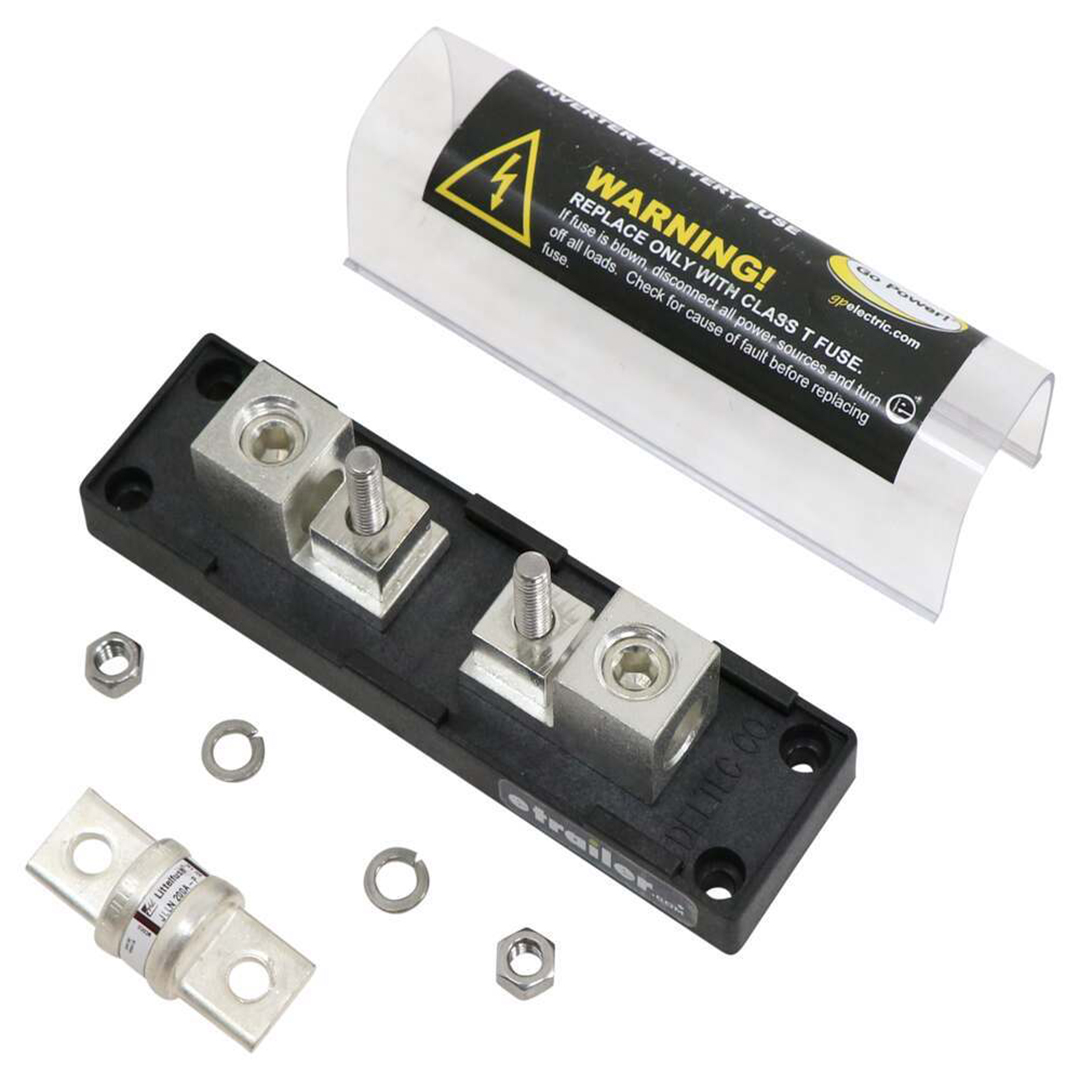 INVERTER / BATTERY FUSE
WARNING!
REPLACE ONLY WITH CLASS T FUSE.
If fuse is blown, disconnect all power sources and turn
off all loads. Check for cause of fault before replacing
fuse.
Go Power!
gpelectric.com
DELTEC CO.
etrailer.com
Littelfuse
JLLN 200A